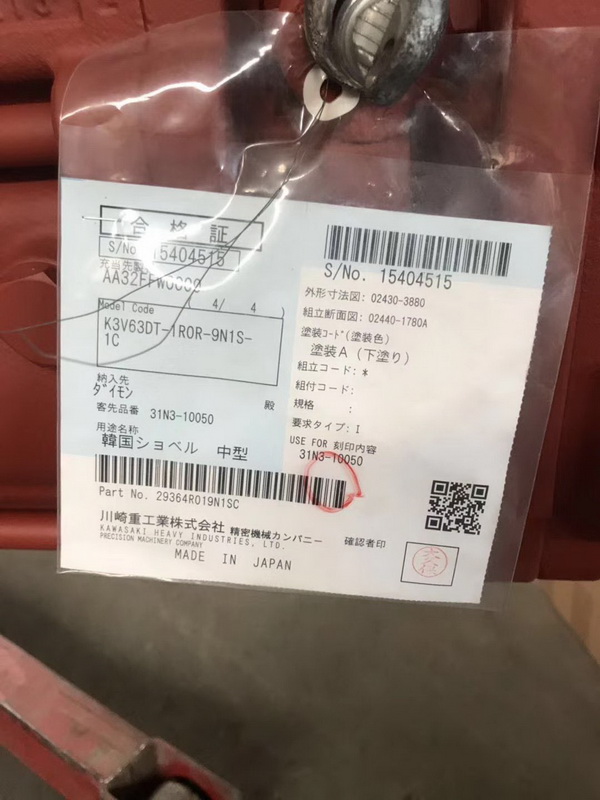 合格証
S/No. 15404515
充当先製番
AA32FFW0000
Model Code ( 4/ 4 )
K3V63DT-1R0R-9N1S-
1C
納入先
ダイモン 殿
客先品番 31N3-10050
用途名称
韓国ショベル 中型
Part No. 29364R019N1SC
川崎重工業株式会社 精密機械カンパニー
KAWASAKI HEAVY INDUSTRIES, LTD.
PRECISION MACHINERY COMPANY
MADE IN JAPAN
S/No. 15404515
外形寸法図: 02430-3880
組立断面図: 02440-1780A
塗装コード(塗装色)
塗装A (下塗り)
組立コード: *
組付コード:
規格 :
要求タイプ: I
USE FOR 刻印内容
31N3-10050
確認者印